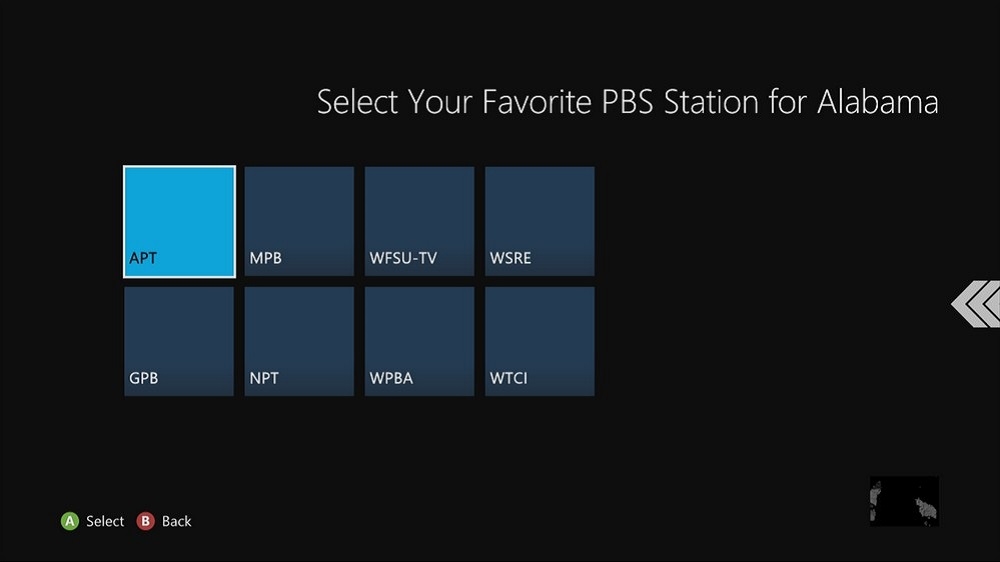 Select Your Favorite PBS Station for Alabama
APT MPB WFSU-TV WSRE
GPB NPT WPBA WTCI
A Select B Back